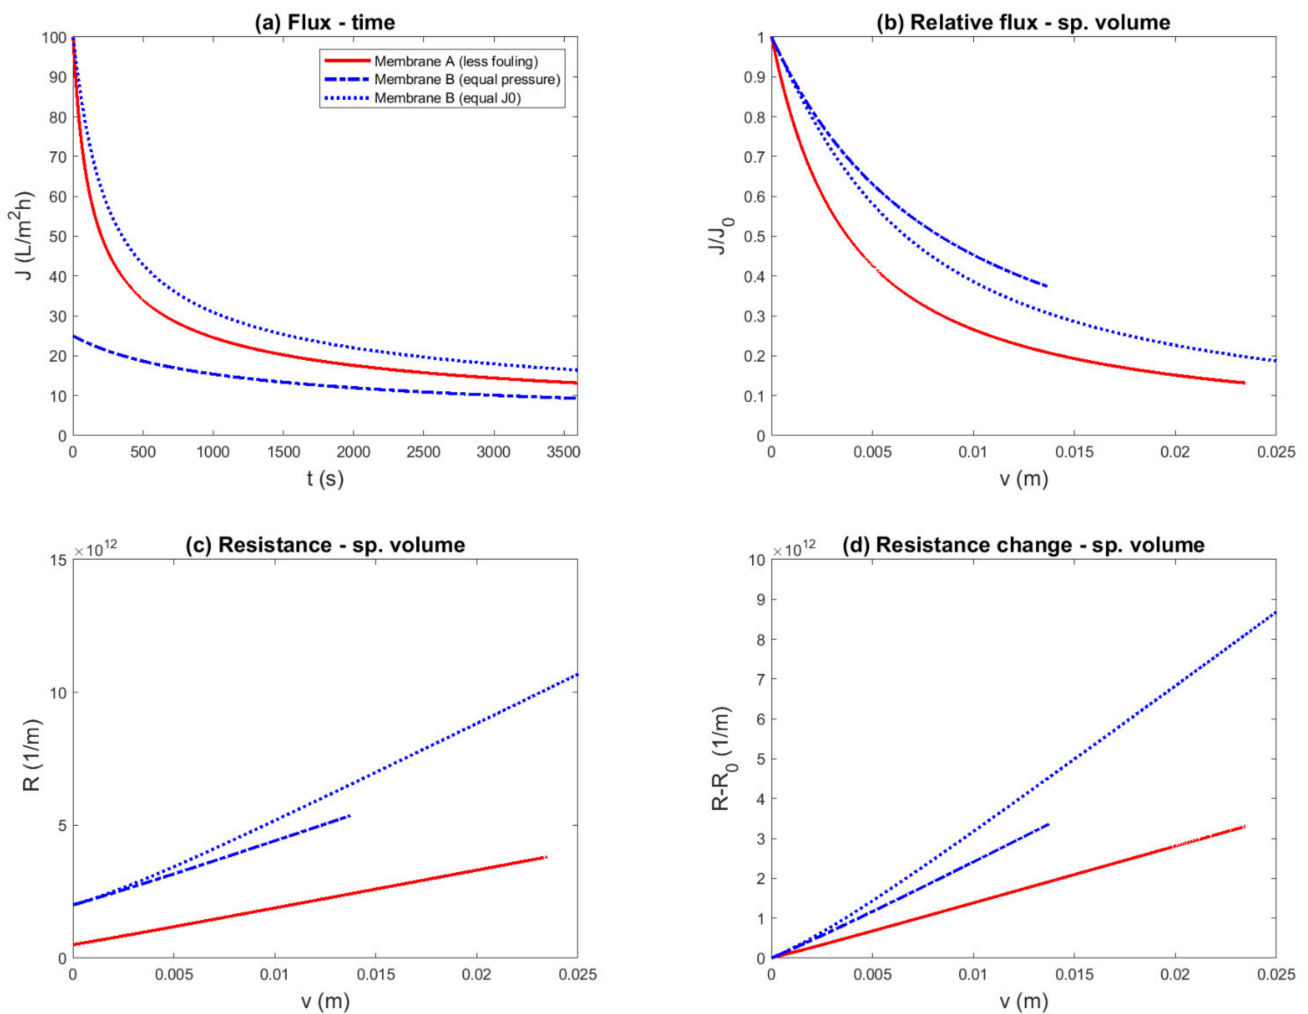 (a) Flux - time
100
90
80
70
60
50
40
30
20
10
0
J (L/m²h)
Membrane A (less fouling)
Membrane B (equal pressure)
Membrane B (equal J0)
0 500 1000 1500 2000 2500 3000 3500
t (s)
(b) Relative flux - sp. volume
1
0.9
0.8
0.7
0.6
0.5
0.4
0.3
0.2
0.1
0
J/J₀
0 0.005 0.01 0.015 0.02 0.025
v (m)
(c) Resistance - sp. volume
×10¹²
15
10
5
0
R (1/m)
0 0.005 0.01 0.015 0.02 0.025
v (m)
(d) Resistance change - sp. volume
×10¹²
10
9
8
7
6
5
4
3
2
1
0
R-R₀ (1/m)
0 0.005 0.01 0.015 0.02 0.025
v (m)